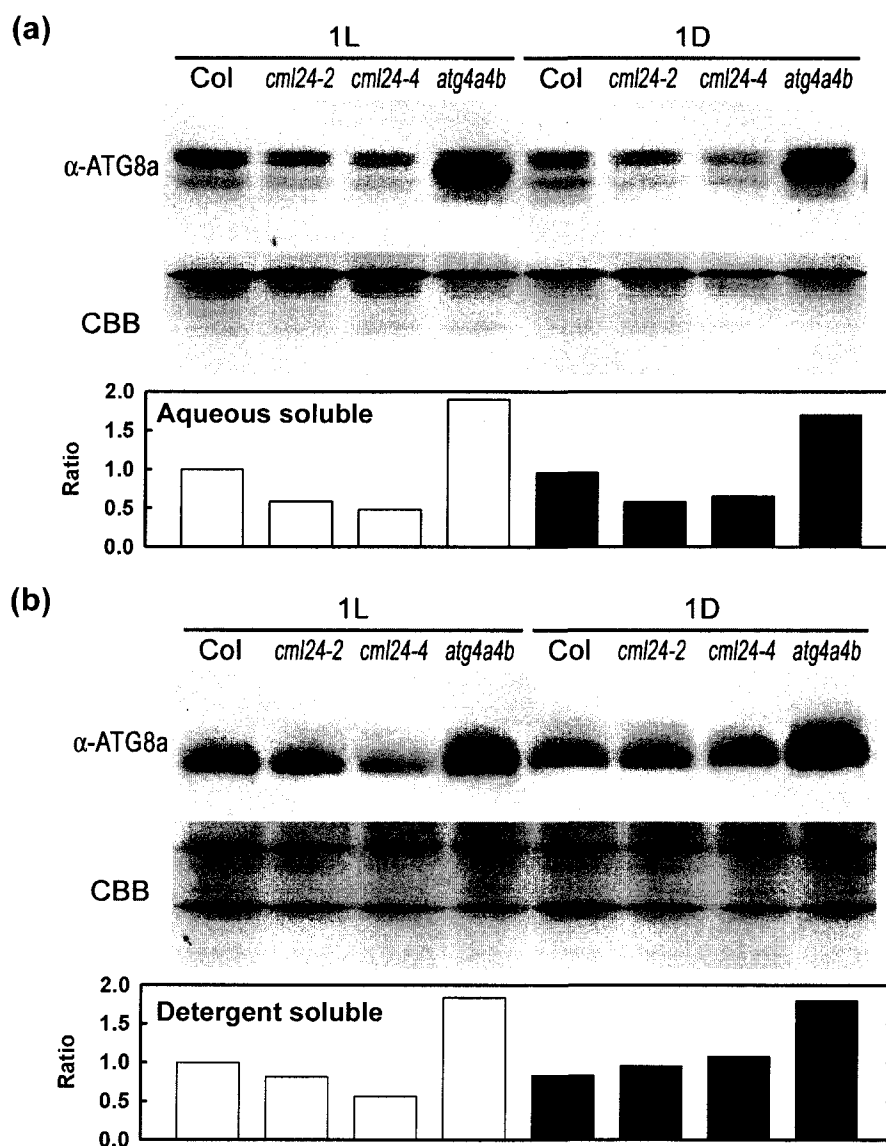 (a)
1L 1D
Col cml24-2 cml24-4 atg4a4b Col cml24-2 cml24-4 atg4a4b
α-ATG8a
CBB
2.0
1.5
1.0
0.5
0.0
Ratio
Aqueous soluble
(b)
1L 1D
Col cml24-2 cml24-4 atg4a4b Col cml24-2 cml24-4 atg4a4b
α-ATG8a
CBB
2.0
1.5
1.0
0.5
0.0
Ratio
Detergent soluble